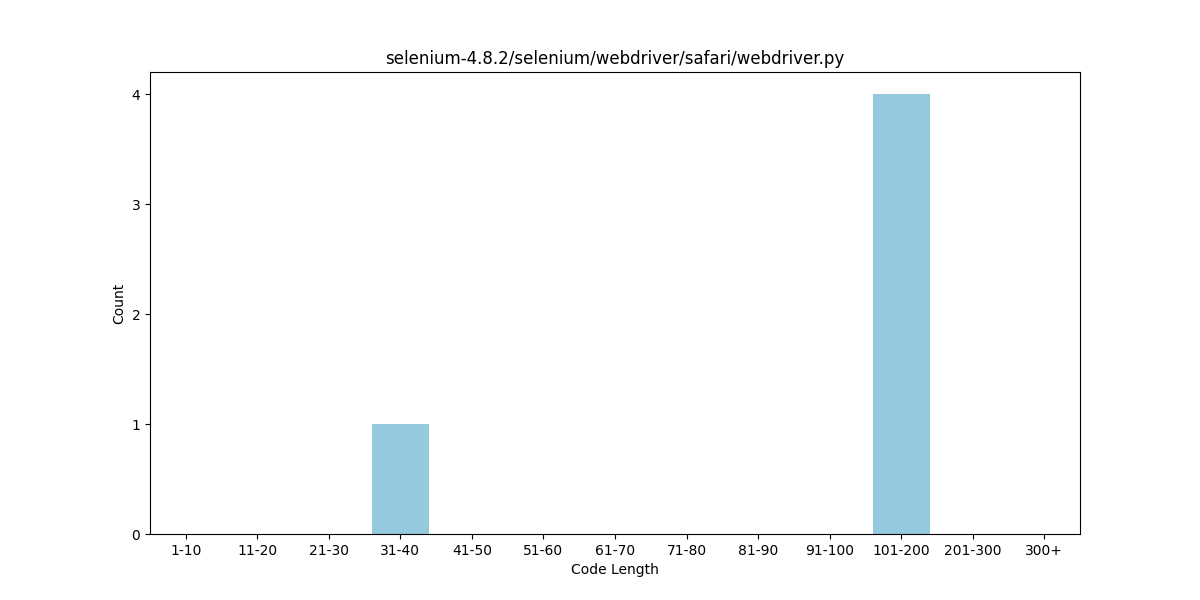 selenium-4.8.2/selenium/webdriver/safari/webdriver.py
4
3
2
1
0
Count
1-10 11-20 21-30 31-40 41-50 51-60 61-70 71-80 81-90 91-100 101-200 201-300 300+
Code Length